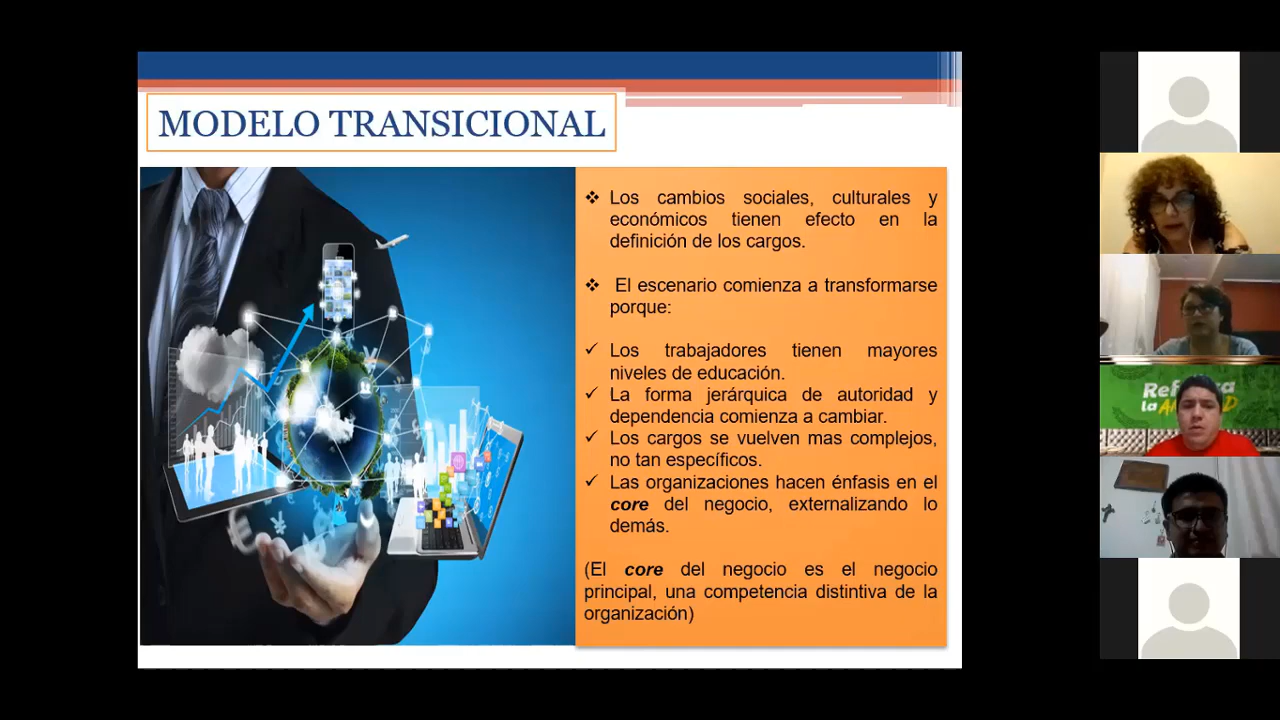 MODELO TRANSICIONAL
❖ Los cambios sociales, culturales y
económicos tienen efecto en la
definición de los cargos.
❖ El escenario comienza a transformarse
porque:
✓ Los trabajadores tienen mayores
niveles de educación.
✓ La forma jerárquica de autoridad y
dependencia comienza a cambiar.
✓ Los cargos se vuelven mas complejos,
no tan específicos.
✓ Las organizaciones hacen énfasis en el
core del negocio, externalizando lo
demás.
(El core del negocio es el negocio
principal, una competencia distintiva de la
organización)